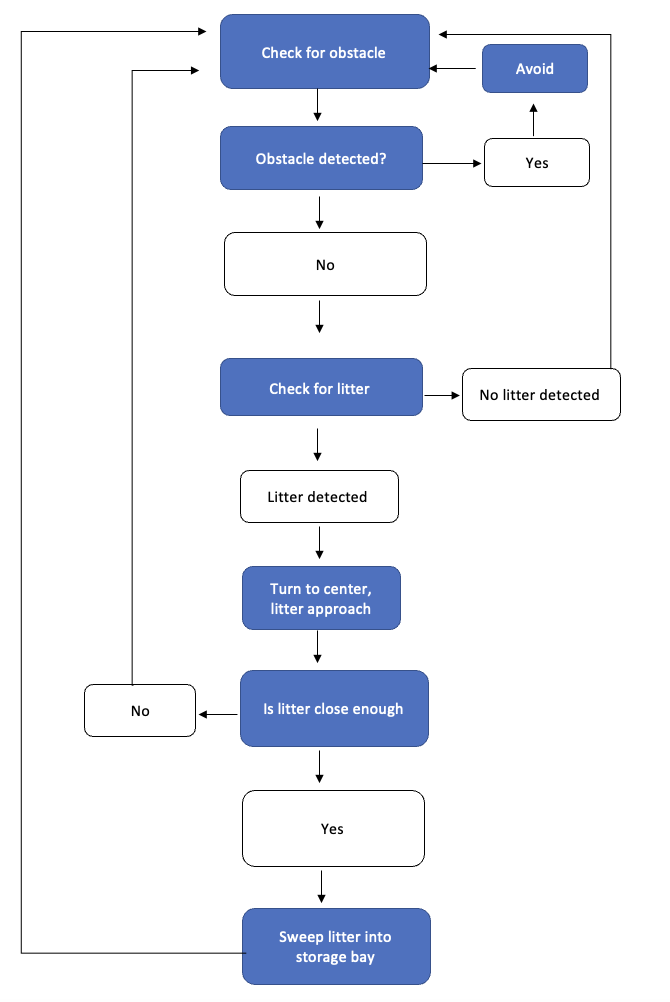 Check for obstacle
Avoid
Obstacle detected?
Yes
No
Check for litter
No litter detected
Litter detected
Turn to center,
litter approach
Is litter close enough
No
Yes
Sweep litter into
storage bay